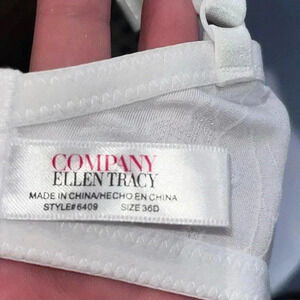 COMPANY
ELLEN TRACY
MADE IN CHINA/HECHO EN CHINA
STYLE#6409 SIZE 36D